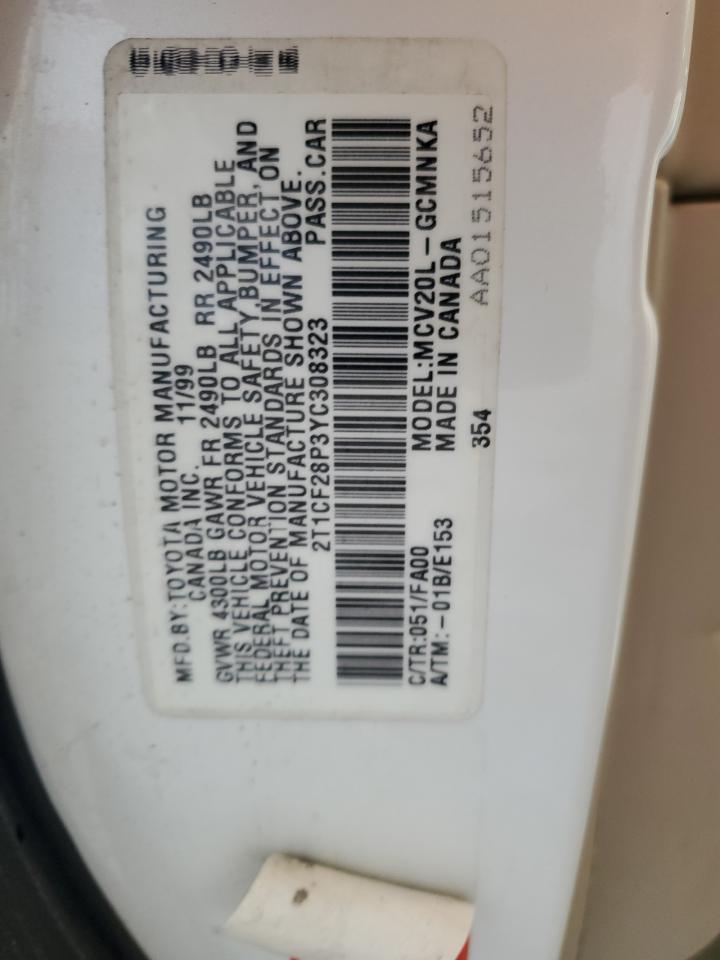 MFD.BY:TOYOTA MOTOR MANUFACTURING
CANADA INC. 11/99
GVWR 4300LB GAWR FR 2490LB RR 2490LB
THIS VEHICLE CONFORMS TO ALL APPLICABLE
FEDERAL MOTOR VEHICLE SAFETY,BUMPER, AND
THEFT PREVENTION STANDARDS IN EFFECT ON
THE DATE OF MANUFACTURE SHOWN ABOVE.
2T1CF28P3YC308323 PASS.CAR
C/TR:051/FA00 MODEL:MCV20L-GCMNKA
A/TM:-01B/E153 MADE IN CANADA
354 AA01515652